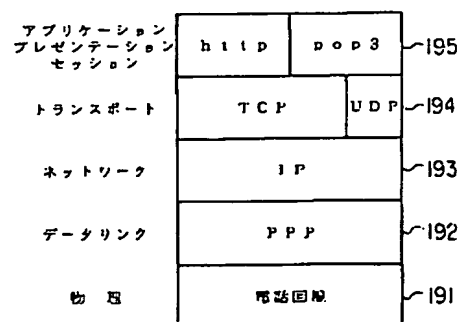 アプリケーション
プレゼンテーション
セッション
http
pop3
195
トランスポート
TCP
UDP
194
ネットワーク
IP
193
データリンク
PPP
192
物理
電話回線
191